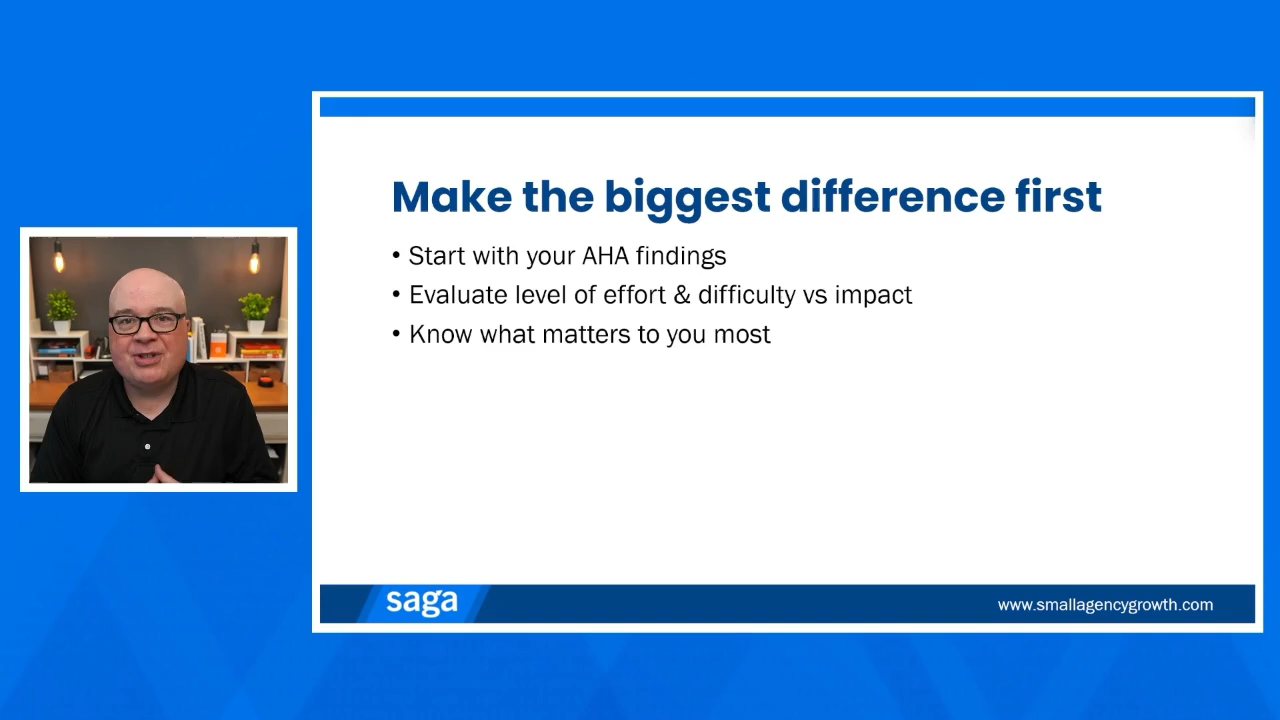 Make the biggest difference first
• Start with your AHA findings
• Evaluate level of effort & difficulty vs impact
• Know what matters to you most
saga
www.smallagencygrowth.com